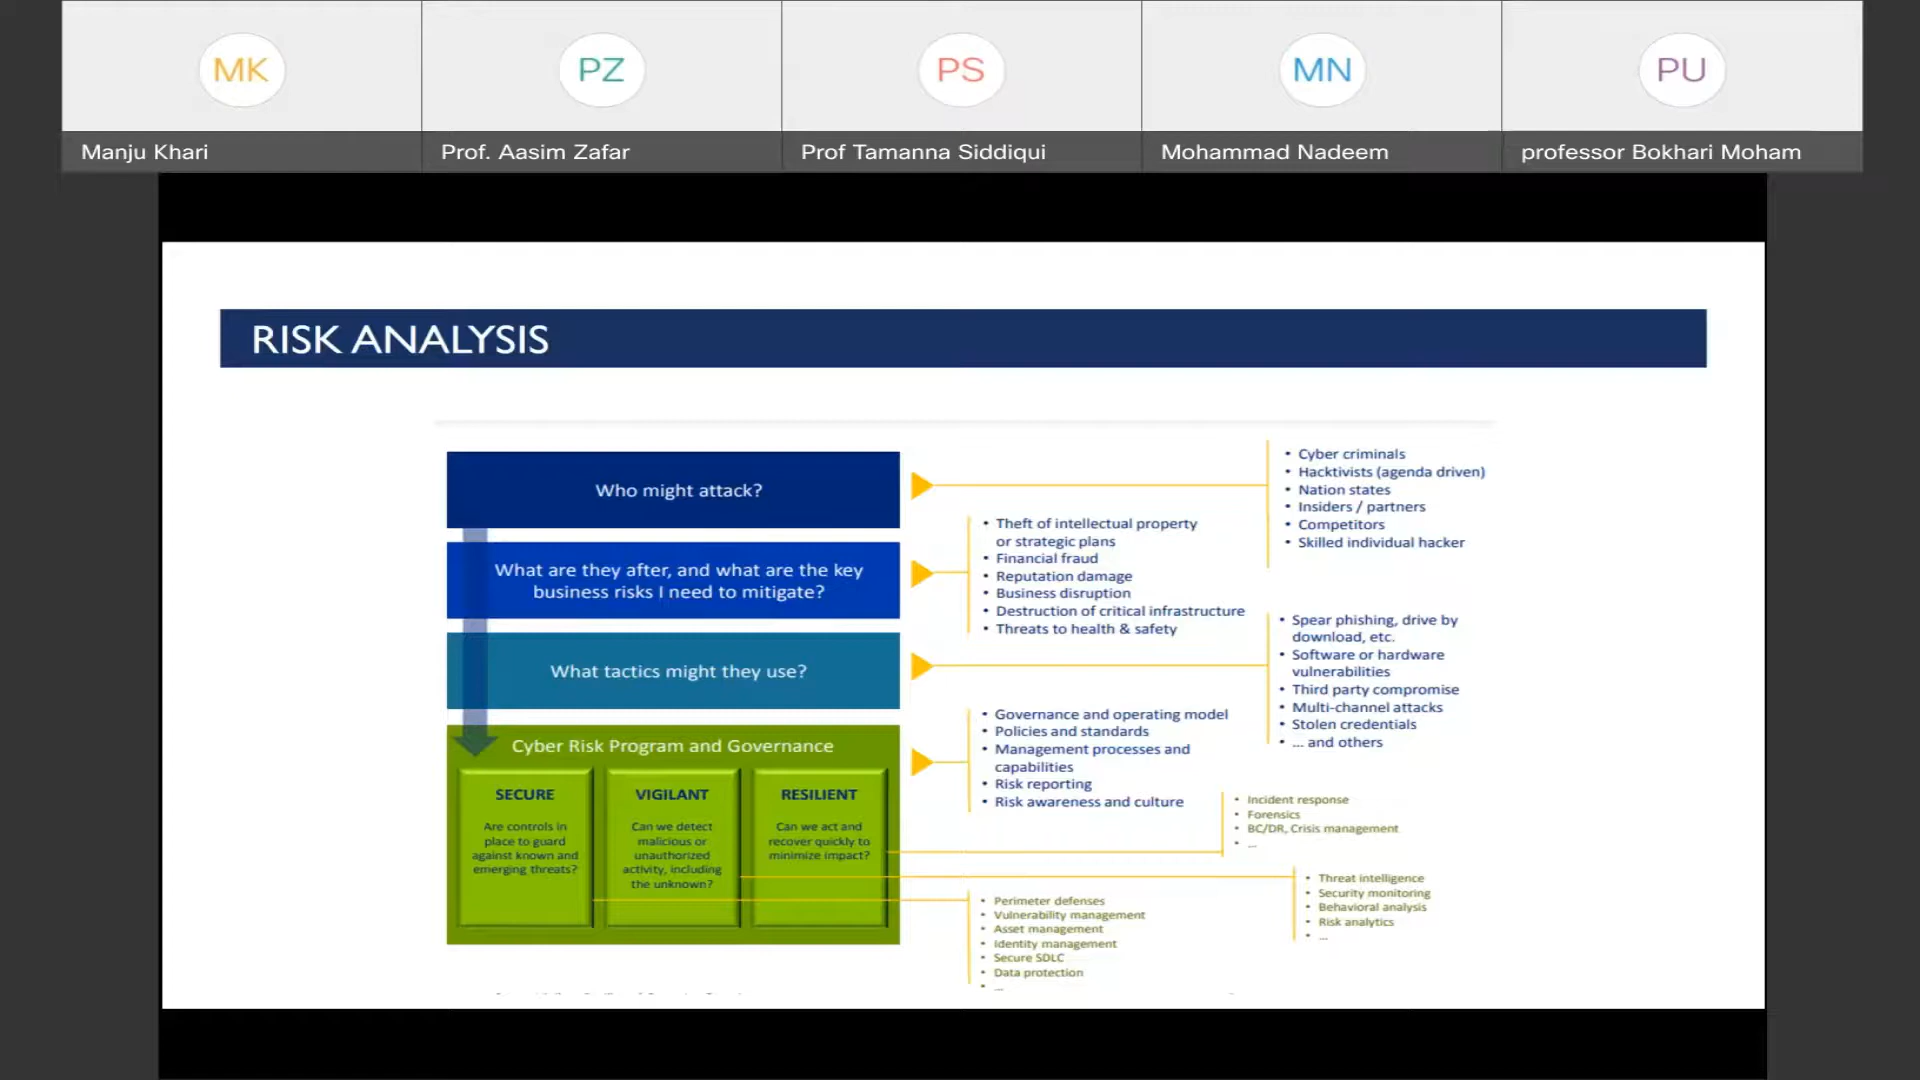 MK
PZ
PS
MN
PU
Manju Khari
Prof. Aasim Zafar
Prof Tamanna Siddiqui
Mohammad Nadeem
professor Bokhari Moham
RISK ANALYSIS
Who might attack?
• Cyber criminals
• Hacktivists (agenda driven)
• Nation states
• Insiders / partners
• Competitors
• Skilled individual hacker
What are they after, and what are the key
business risks I need to mitigate?
• Theft of intellectual property
or strategic plans
• Financial fraud
• Reputation damage
• Business disruption
• Destruction of critical infrastructure
• Threats to health & safety
What tactics might they use?
• Spear phishing, drive by
download, etc.
• Software or hardware
vulnerabilities
• Third party compromise
• Multi-channel attacks
• Stolen credentials
• ... and others
Cyber Risk Program and Governance
• Governance and operating model
• Policies and standards
• Management processes and
capabilities
• Risk reporting
• Risk awareness and culture
SECURE
Are controls in
place to guard
against known and
emerging threats?
VIGILANT
Can we detect
malicious or
unauthorized
activity, including
the unknown?
RESILIENT
Can we act and
recover quickly to
minimize impact?
• Incident response
• Forensics
• BC/DR, Crisis management
• ...
• Threat intelligence
• Security monitoring
• Behavioral analysis
• Risk analytics
• ...
• Perimeter defenses
• Vulnerability management
• Asset management
• Identity management
• Secure SDLC
• Data protection
• ...